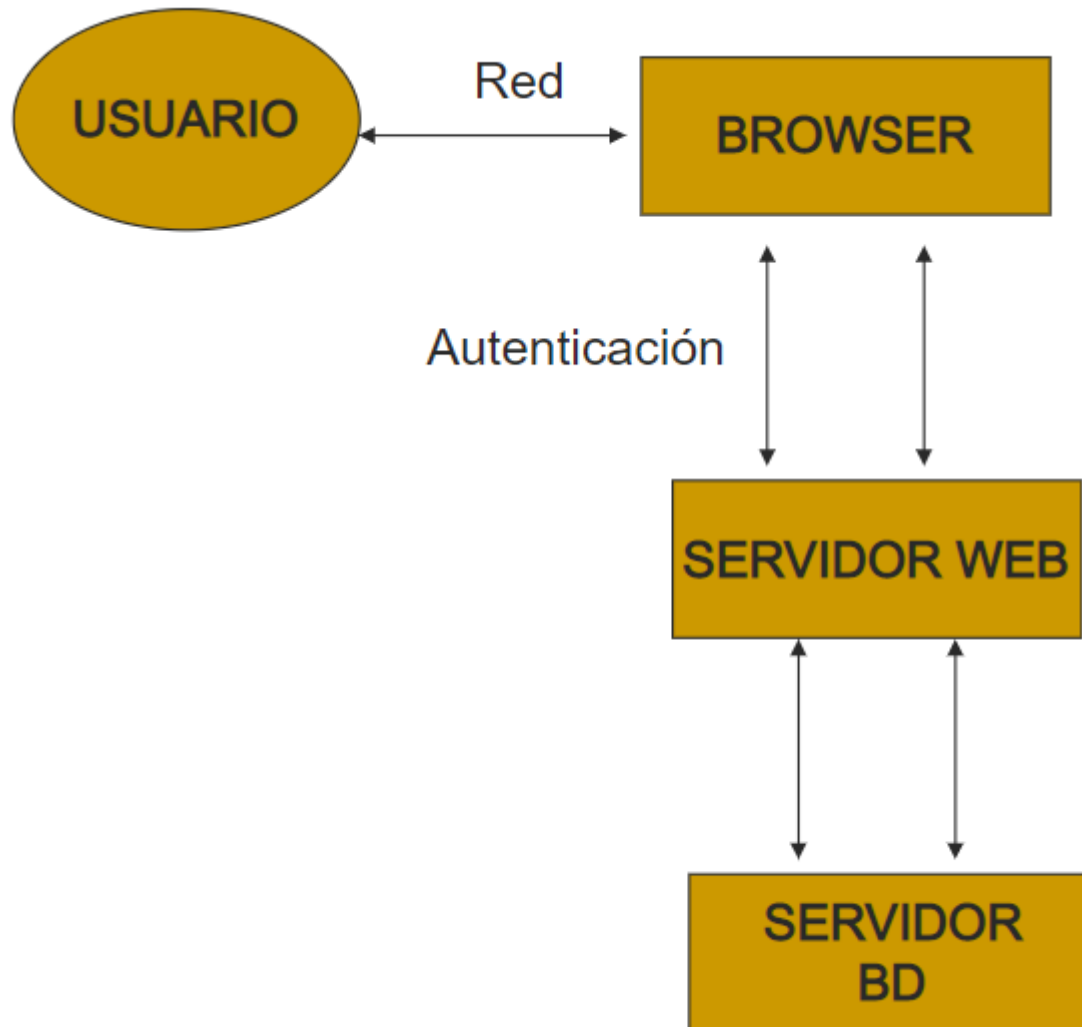 USUARIO
Red
BROWSER
Autenticación
SERVIDOR WEB
SERVIDOR
BD